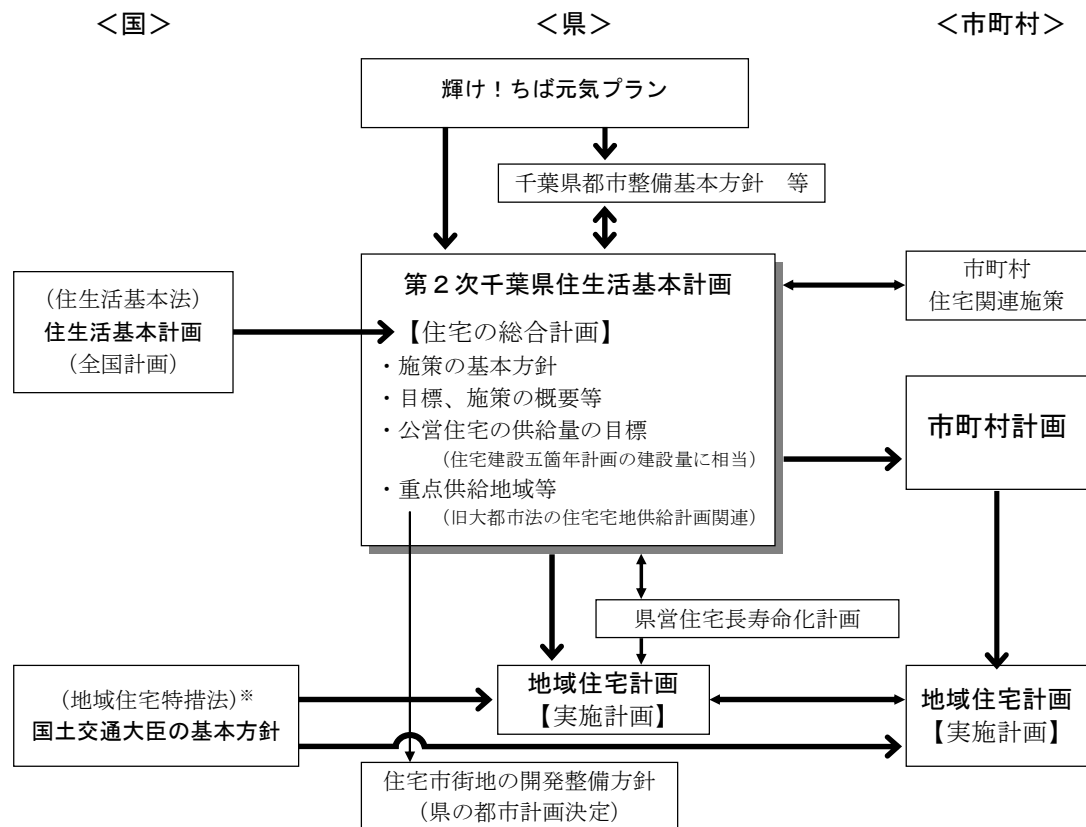 ＜国＞
＜県＞
＜市町村＞
輝け！ちば元気プラン
千葉県都市整備基本方針　等
（住生活基本法）
住生活基本計画
（全国計画）
第２次千葉県住生活基本計画
【住宅の総合計画】
・施策の基本方針
・目標、施策の概要等
・公営住宅の供給量の目標
（住宅建設五箇年計画の建設量に相当）
・重点供給地域等
（旧大都市法の住宅宅地供給計画関連）
市町村
住宅関連施策
市町村計画
県営住宅長寿命化計画
（地域住宅特措法）※
国土交通大臣の基本方針
地域住宅計画
【実施計画】
地域住宅計画
【実施計画】
住宅市街地の開発整備方針
（県の都市計画決定）